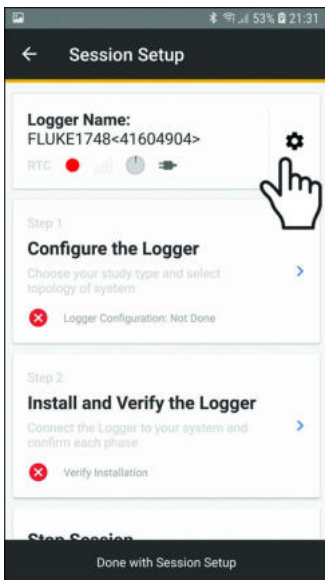 53% 21:31
Session Setup
Logger Name:
FLUKE1748<41604904>
RTC
Step 1
Configure the Logger
Choose your study type and select
topology of system
Logger Configuration: Not Done
Step 2
Install and Verify the Logger
Connect the Logger to your system and
confirm each phase
Verify Installation
Stop Session
Done with Session Setup